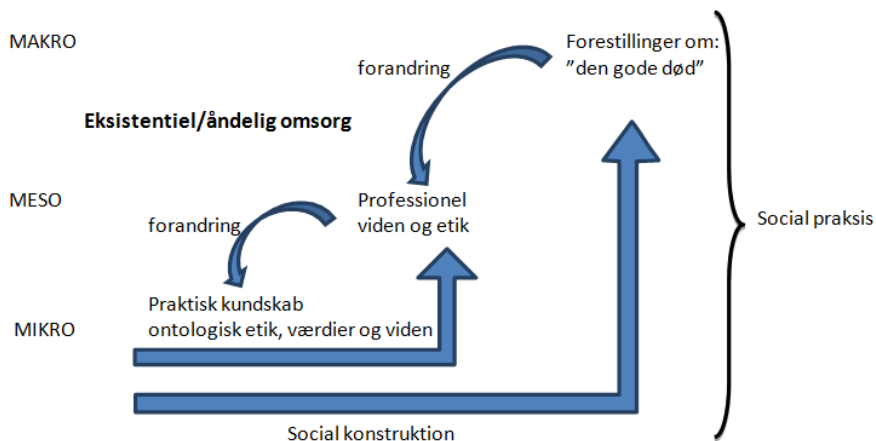 MAKRO
Forestillinger om:
”den gode død”
forandring
Eksistentiel/åndelig omsorg
MESO
Professionel
viden og etik
forandring
Social praksis
Praktisk kundskab
ontologisk etik, værdier og viden
MIKRO
Social konstruktion